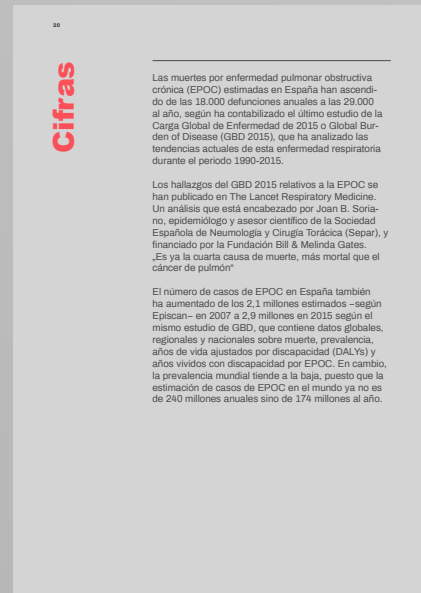 20
Cifras
Las muertes por enfermedad pulmonar obstructiva
crónica (EPOC) estimadas en España han ascendi-
do de las 18.000 defunciones anuales a las 29.000
al año, según ha contabilizado el último estudio de la
Carga Global de Enfermedad de 2015 o Global Bur-
den of Disease (GBD 2015), que ha analizado las
tendencias actuales de esta enfermedad respiratoria
durante el periodo 1990-2015.
Los hallazgos del GBD 2015 relativos a la EPOC se
han publicado en The Lancet Respiratory Medicine.
Un análisis que está encabezado por Joan B. Soria-
no, epidemiólogo y asesor científico de la Sociedad
Española de Neumología y Cirugía Torácica (Separ), y
financiado por la Fundación Bill & Melinda Gates.
„Es ya la cuarta causa de muerte, más mortal que el
cáncer de pulmón“
El número de casos de EPOC en España también
ha aumentado de los 2,1 millones estimados –según
Episcan– en 2007 a 2,9 millones en 2015 según el
mismo estudio de GBD, que contiene datos globales,
regionales y nacionales sobre muerte, prevalencia,
años de vida ajustados por discapacidad (DALYs) y
años vividos con discapacidad por EPOC. En cambio,
la prevalencia mundial tiende a la baja, puesto que la
estimación de casos de EPOC en el mundo ya no es
de 240 millones anuales sino de 174 millones al año.